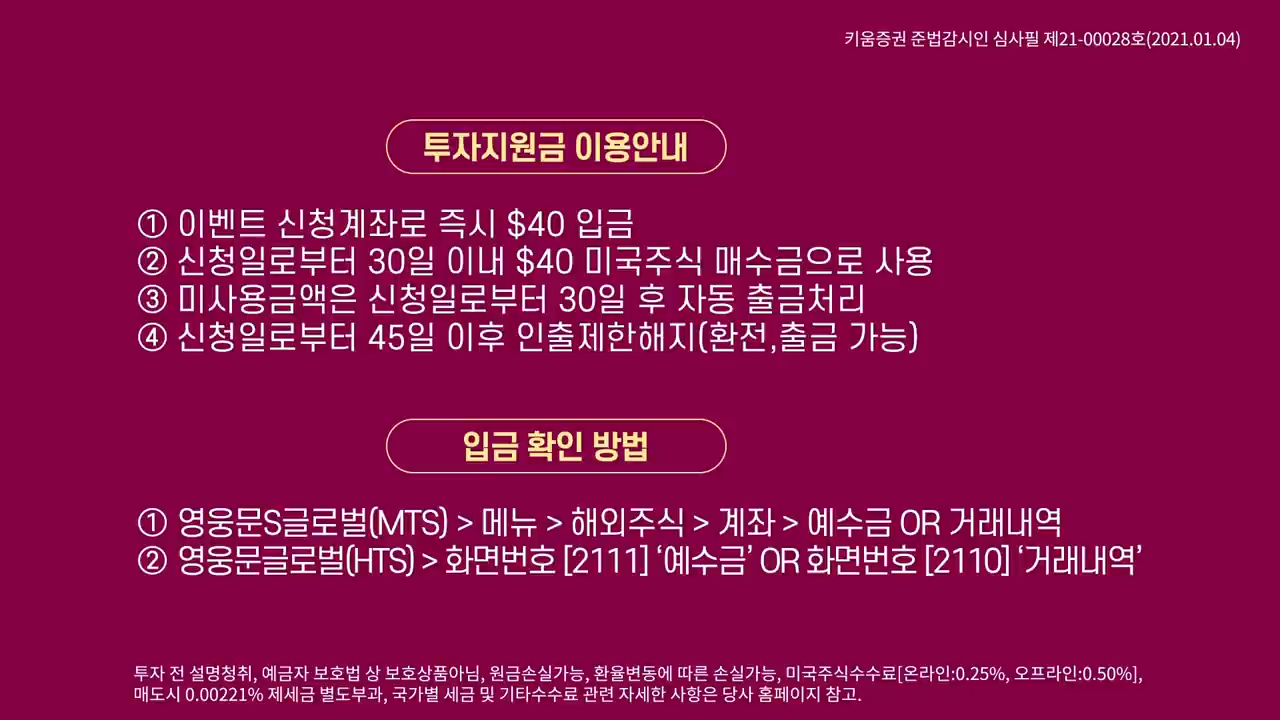 키움증권 준법감시인 심사필 제21-00028호(2021.01.04)
투자지원금 이용안내
① 이벤트 신청계좌로 즉시 $40 입금
② 신청일로부터 30일 이내 $40 미국주식 매수금으로 사용
③ 미사용금액은 신청일로부터 30일 후 자동 출금처리
④ 신청일로부터 45일 이후 인출제한해지(환전,출금 가능)
입금 확인 방법
① 영웅문S글로벌(MTS) > 메뉴 > 해외주식 > 계좌 > 예수금 OR 거래내역
② 영웅문글로벌(HTS) > 화면번호 [2111] ‘예수금’ OR 화면번호 [2110] ‘거래내역’
투자 전 설명청취, 예금자 보호법 상 보호상품아님, 원금손실가능, 환율변동에 따른 손실가능, 미국주식수수료[온라인:0.25%, 오프라인:0.50%],
매도시 0.00221% 제세금 별도부과, 국가별 세금 및 기타수수료 관련 자세한 사항은 당사 홈페이지 참고.